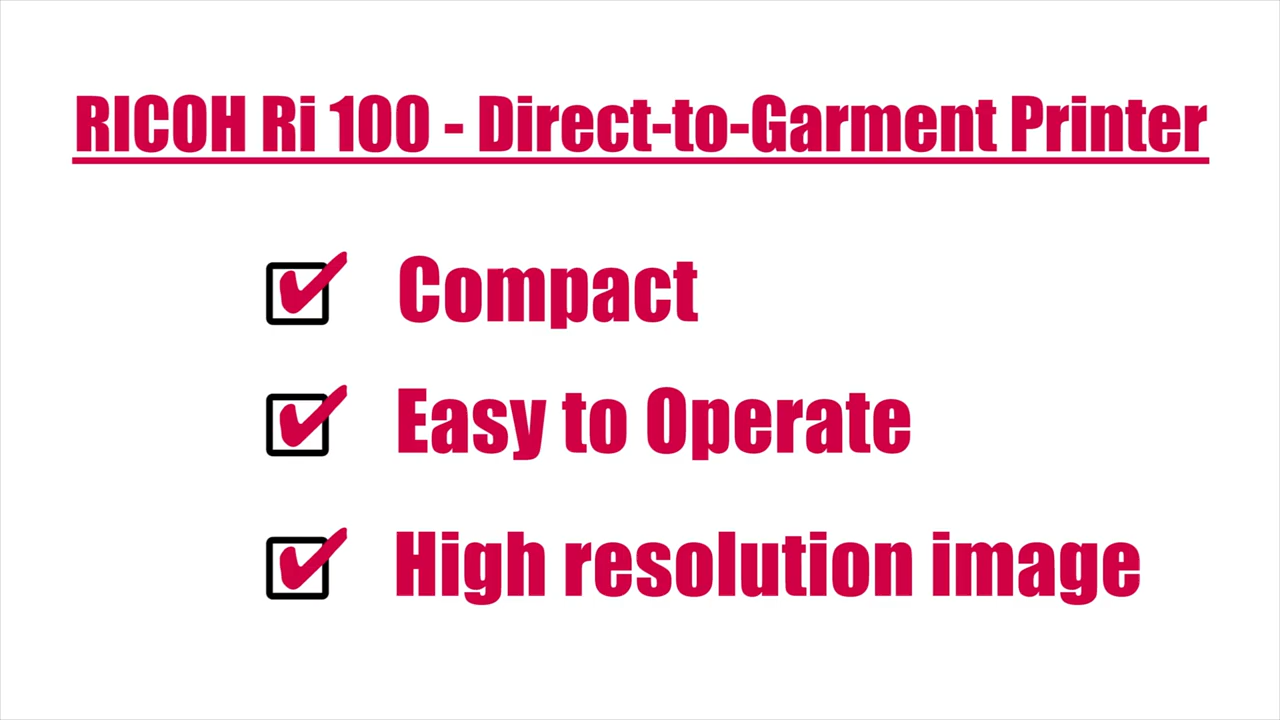 RICOH Ri 100 - Direct-to-Garment Printer
Compact
Easy to Operate
High resolution image